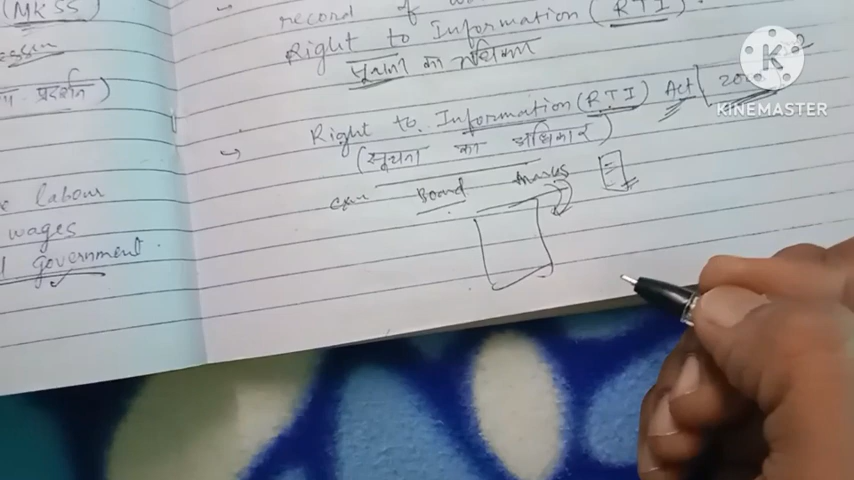 (MKSS)
प्रदर्शन)
labour
wages
government.
record of
Right to Information (RTI).
सूचना का अधिकार
Right to Information (RTI) Act
(सूचना का अधिकार)
Board marks
KINEMASTER